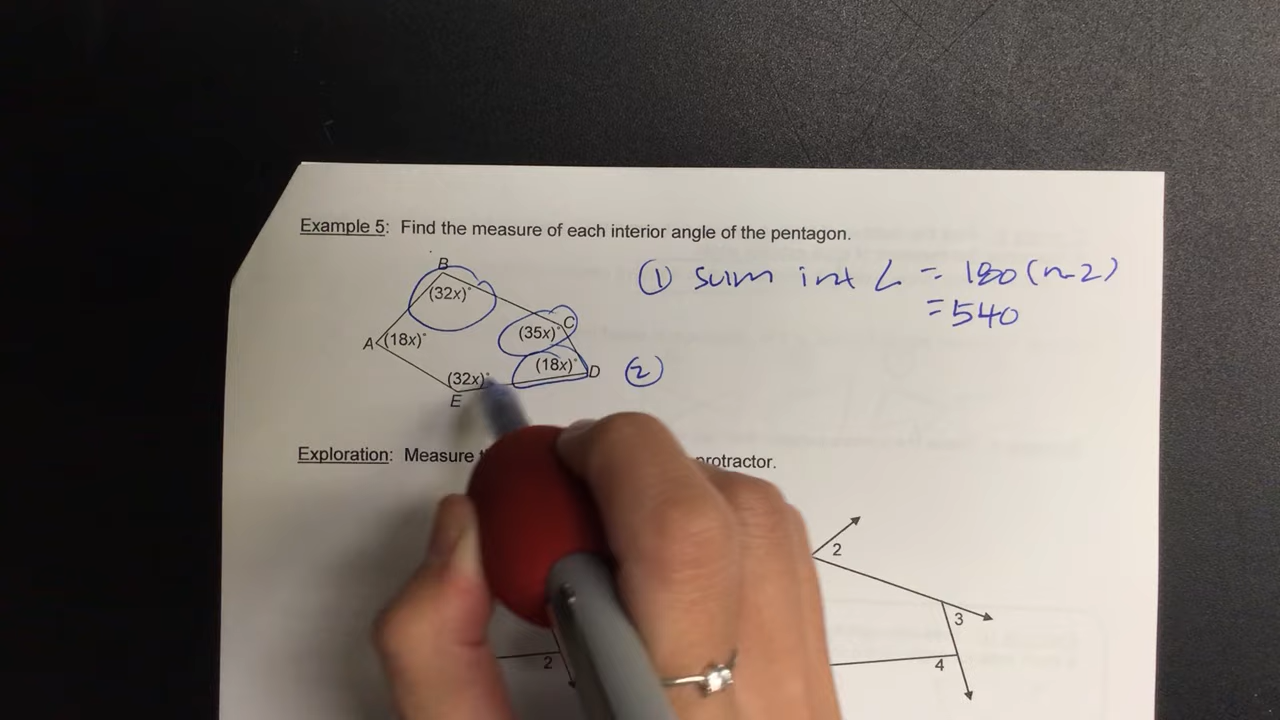 Example 5: Find the measure of each interior angle of the pentagon.
① sum int ∠ = 180(n-2)
= 540
②
B
(32x)°
C
(35x)°
A
(18x)°
(18x)°
D
(32x)°
E
Exploration: Measure protractor.
2
3
4
2